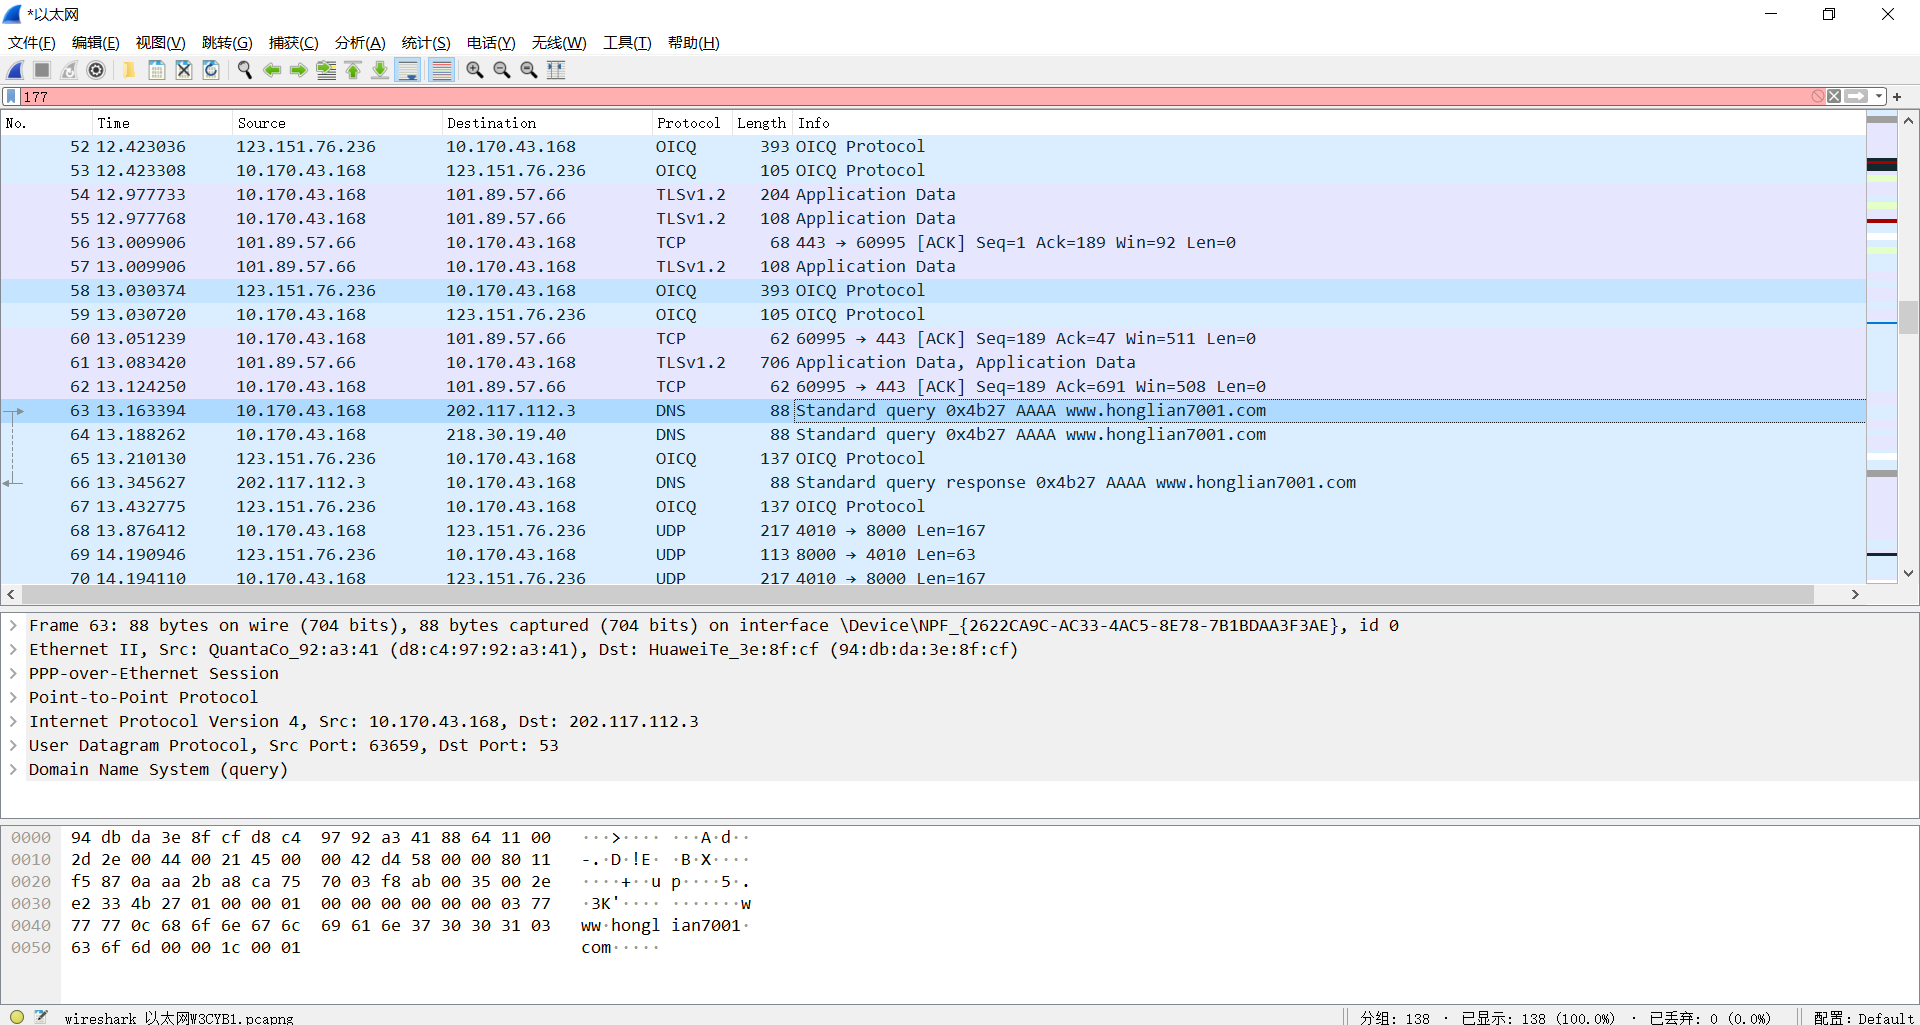 *以太网
文件(F) 编辑(E) 视图(V) 跳转(G) 捕获(C) 分析(A) 统计(S) 电话(Y) 无线(W) 工具(T) 帮助(H)
177
No. Time Source Destination Protocol Length Info
52 12.423036 123.151.76.236 10.170.43.168 OICQ 393 OICQ Protocol
53 12.423308 10.170.43.168 123.151.76.236 OICQ 105 OICQ Protocol
54 12.977733 10.170.43.168 101.89.57.66 TLSv1.2 204 Application Data
55 12.977768 10.170.43.168 101.89.57.66 TLSv1.2 108 Application Data
56 13.009906 101.89.57.66 10.170.43.168 TCP 68 443 → 60995 [ACK] Seq=1 Ack=189 Win=92 Len=0
57 13.009906 101.89.57.66 10.170.43.168 TLSv1.2 108 Application Data
58 13.030374 123.151.76.236 10.170.43.168 OICQ 393 OICQ Protocol
59 13.030720 10.170.43.168 123.151.76.236 OICQ 105 OICQ Protocol
60 13.051239 10.170.43.168 101.89.57.66 TCP 62 60995 → 443 [ACK] Seq=189 Ack=47 Win=511 Len=0
61 13.083420 101.89.57.66 10.170.43.168 TLSv1.2 706 Application Data, Application Data
62 13.124250 10.170.43.168 101.89.57.66 TCP 62 60995 → 443 [ACK] Seq=189 Ack=691 Win=508 Len=0
63 13.163394 10.170.43.168 202.117.112.3 DNS 88 Standard query 0x4b27 AAAA www.honglian7001.com
64 13.188262 10.170.43.168 218.30.19.40 DNS 88 Standard query 0x4b27 AAAA www.honglian7001.com
65 13.210130 123.151.76.236 10.170.43.168 OICQ 137 OICQ Protocol
66 13.345627 202.117.112.3 10.170.43.168 DNS 88 Standard query response 0x4b27 AAAA www.honglian7001.com
67 13.432775 123.151.76.236 10.170.43.168 OICQ 137 OICQ Protocol
68 13.876412 10.170.43.168 123.151.76.236 UDP 217 4010 → 8000 Len=167
69 14.190946 123.151.76.236 10.170.43.168 UDP 113 8000 → 4010 Len=63
70 14.194110 10.170.43.168 123.151.76.236 UDP 217 4010 → 8000 Len=167
Frame 63: 88 bytes on wire (704 bits), 88 bytes captured (704 bits) on interface \Device\NPF_{2622CA9C-AC33-4AC5-8E78-7B1BDAA3F3AE}, id 0
Ethernet II, Src: QuantaCo_92:a3:41 (d8:c4:97:92:a3:41), Dst: HuaweiTe_3e:8f:cf (94:db:da:3e:8f:cf)
PPP-over-Ethernet Session
Point-to-Point Protocol
Internet Protocol Version 4, Src: 10.170.43.168, Dst: 202.117.112.3
User Datagram Protocol, Src Port: 63659, Dst Port: 53
Domain Name System (query)
0000 94 db da 3e 8f cf d8 c4 97 92 a3 41 88 64 11 00 ···>···· ···A·d··
0010 2d 2e 00 44 00 21 45 00 00 42 d4 58 00 00 80 11 -.·D·!E· ·B·X····
0020 f5 87 0a aa 2b a8 ca 75 70 03 f8 ab 00 35 00 2e ····+··u p····5·.
0030 e2 33 4b 27 01 00 00 01 00 00 00 00 00 00 03 77 ·3K'···· ·······w
0040 77 77 0c 68 6f 6e 67 6c 69 61 6e 37 30 30 31 03 ww·hongl ian7001·
0050 63 6f 6d 00 00 1c 00 01 com·····
wireshark_以太网W3CYB1.pcapng 分组: 138 · 已显示: 138 (100.0%) · 已丢弃: 0 (0.0%) 配置: Default